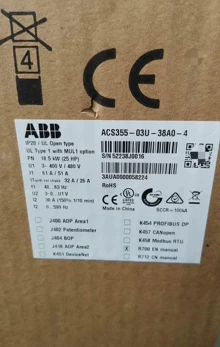 4
CE
ABB
ACS355-03U-38A0-4
IP20 / UL Open type
UL Type 1 with MUL1 option
S/N 52238J0016
PN 18.5 kW (25 HP)
U1 3~ 400 V / 480 V
I1 61 A / 51 A
3AUA0000058224
f1 48...63 Hz
RoHS
U2 3~ 0...U1 V
I2 38 A (150% 1/10 min)
f2 0...599 Hz
Made in China
SCCR = 100kA
J400 AOP Area1
J402 Potentiometer
J404 BOP
J416 AOP Area2
K451 DeviceNet
K454 PROFIBUS DP
K457 CANopen
K458 Modbus RTU
R700 EN manual
R712 CN manual